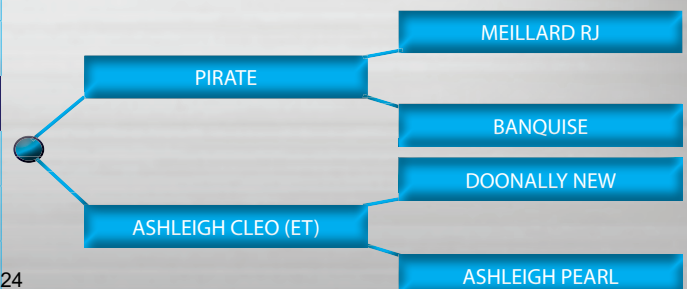 MEILLARD RJ
PIRATE
BANQUISE
DOONALLY NEW
ASHLEIGH CLEO (ET)
ASHLEIGH PEARL
24